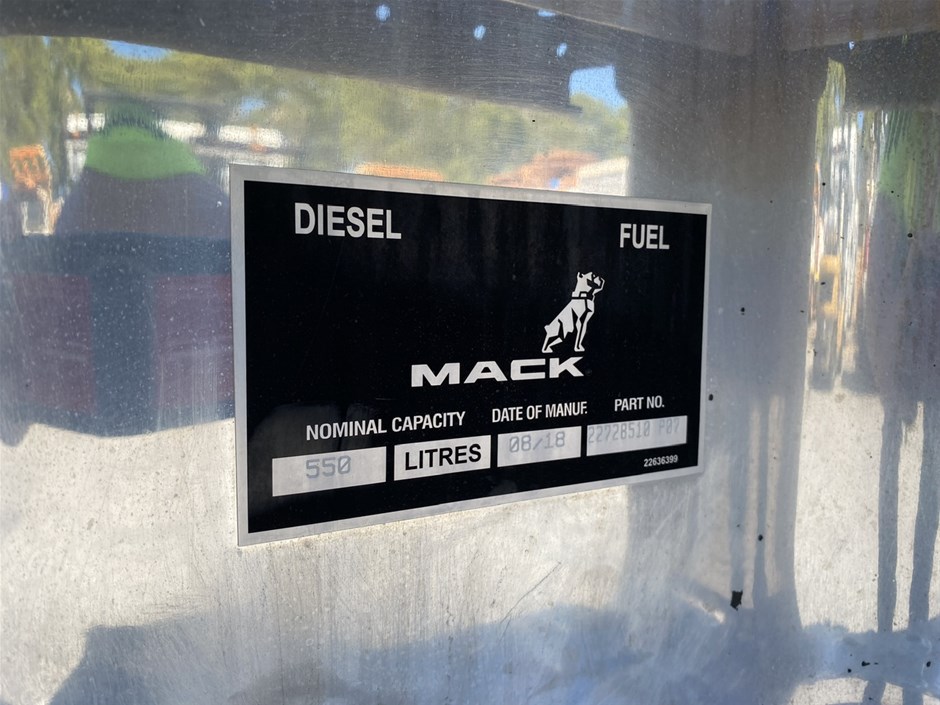 DIESEL FUEL
MACK
NOMINAL CAPACITY DATE OF MANUF. PART NO.
550 LITRES 08/18 22728510 P07
22636399